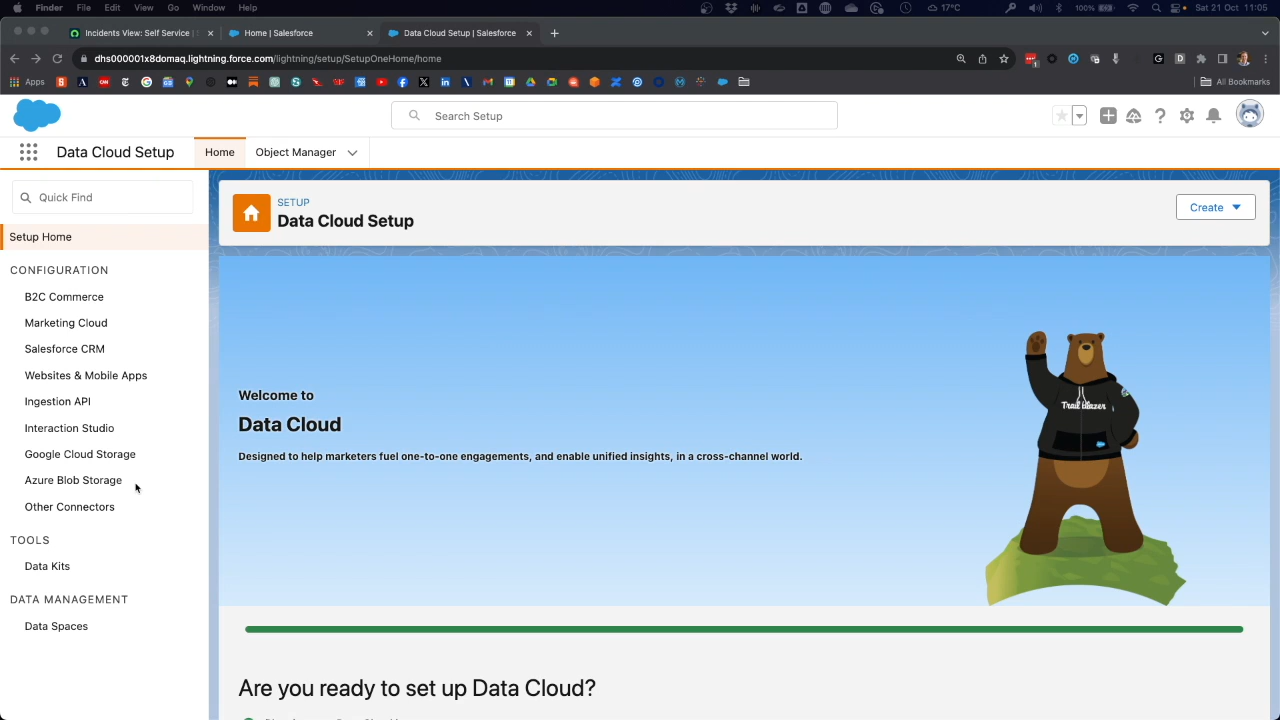 Finder File Edit View Go Window Help
100% 17°C Sat 21 Oct 11:05
Incidents View: Self Service |
Home | Salesforce
Data Cloud Setup | Salesforce
dhs000001x8domaq.lightning.force.com/lightning/setup/SetupOneHome/home
Apps
All Bookmarks
Search Setup
Data Cloud Setup
Home
Object Manager
Quick Find
Setup Home
CONFIGURATION
B2C Commerce
Marketing Cloud
Salesforce CRM
Websites & Mobile Apps
Ingestion API
Interaction Studio
Google Cloud Storage
Azure Blob Storage
Other Connectors
TOOLS
Data Kits
DATA MANAGEMENT
Data Spaces
SETUP
Data Cloud Setup
Create
Welcome to
Data Cloud
Designed to help marketers fuel one-to-one engagements, and enable unified insights, in a cross-channel world.
Trailblazer
Are you ready to set up Data Cloud?